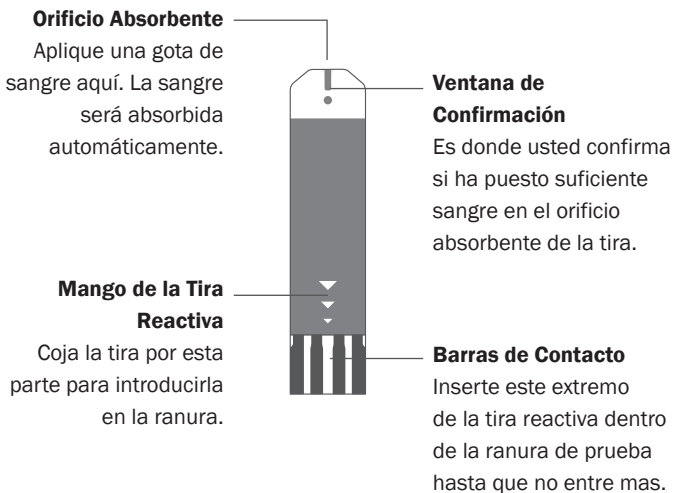 Orificio Absorbente
Aplique una gota de
sangre aquí. La sangre
será absorbida
automáticamente.
Ventana de
Confirmación
Es donde usted confirma
si ha puesto suficiente
sangre en el orificio
absorbente de la tira.
Mango de la Tira
Reactiva
Coja la tira por esta
parte para introducirla
en la ranura.
Barras de Contacto
Inserte este extremo
de la tira reactiva dentro
de la ranura de prueba
hasta que no entre mas.